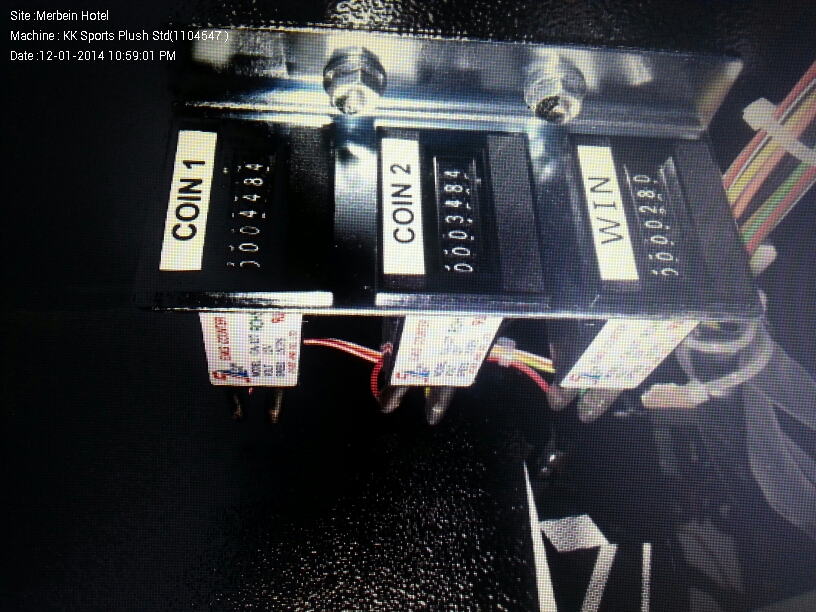 Site :Merbein Hotel
Machine : KK Sports Plush Std(1104547 )
Date :12-01-2014 10:59:01 PM
COIN 1
0004484
COIN 2
0003484
WIN
0000280